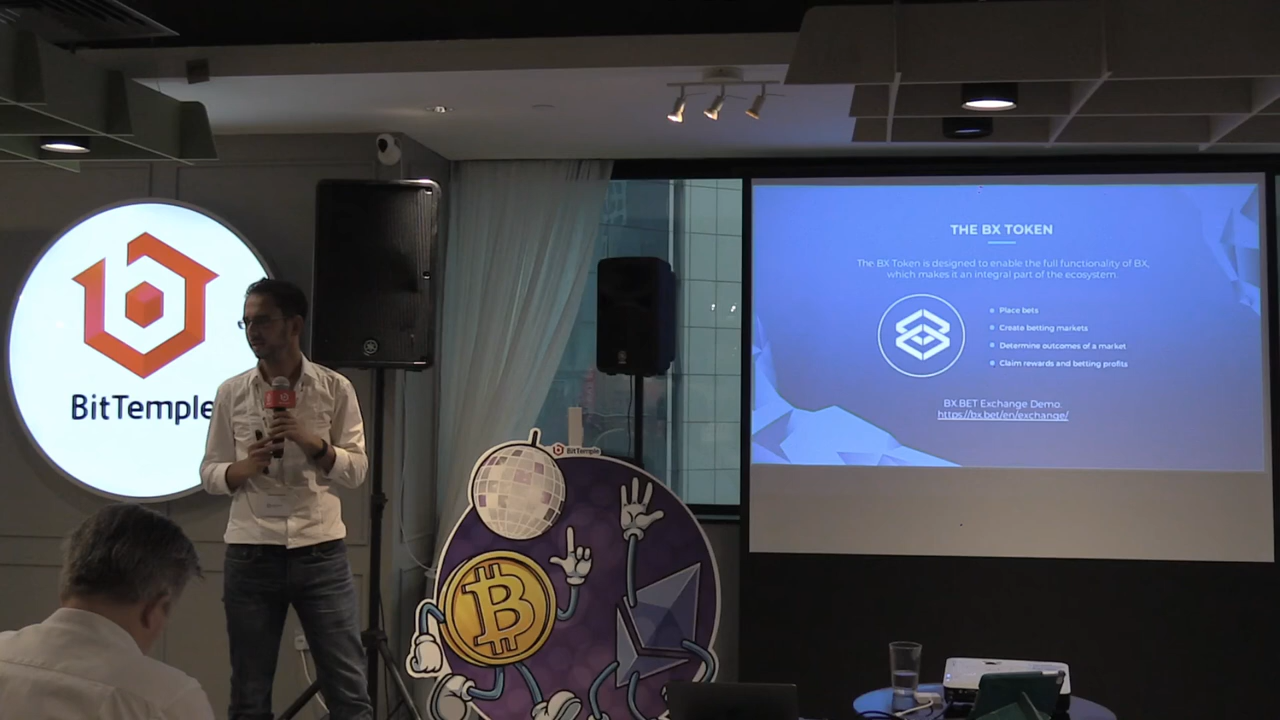 BitTemple
BitTemple
THE BX TOKEN
The BX Token is designed to enable the full functionality of BX,
which makes it an integral part of the ecosystem.
Place bets
Create betting markets
Determine outcomes of a market
Claim rewards and betting profits
BX.BET Exchange Demo:
https://bx.bet/en/exchange/